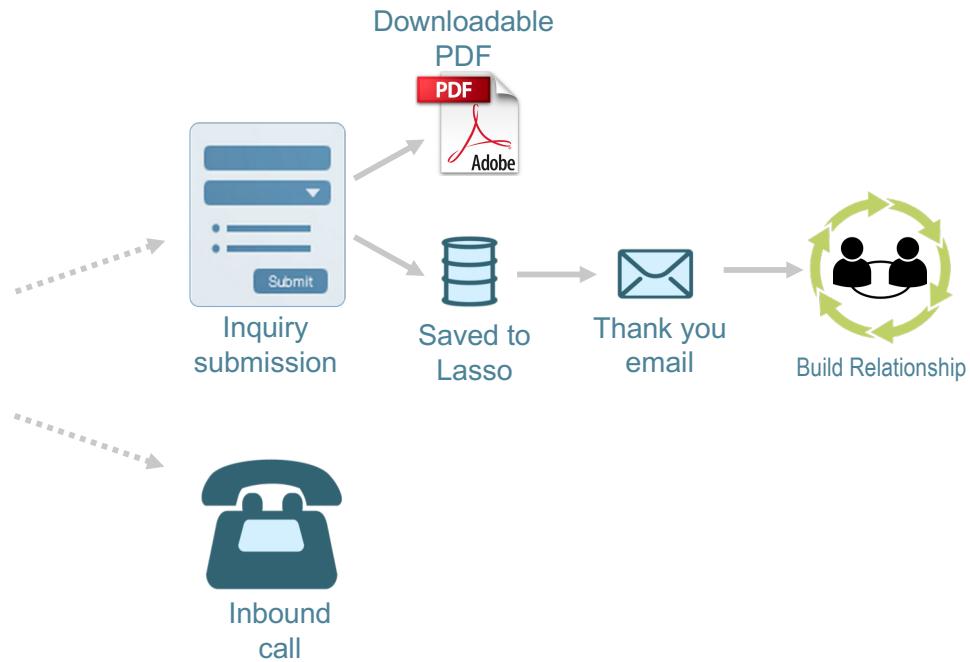 Downloadable
PDF
PDF
Adobe
Submit
Inquiry
submission
Saved to
Lasso
Thank you
email
Build Relationship
Inbound
call